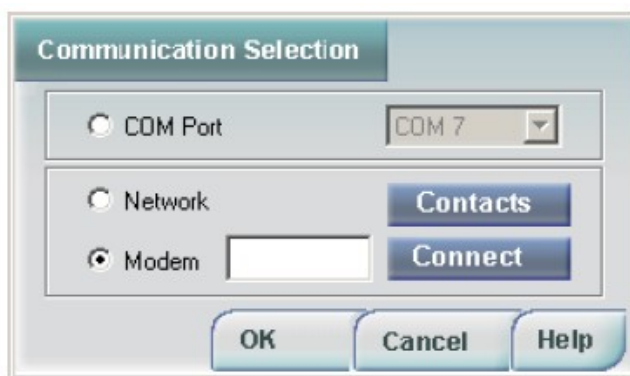 Communication Selection
COM Port COM 7
Network Contacts
Modem Connect
OK Cancel Help